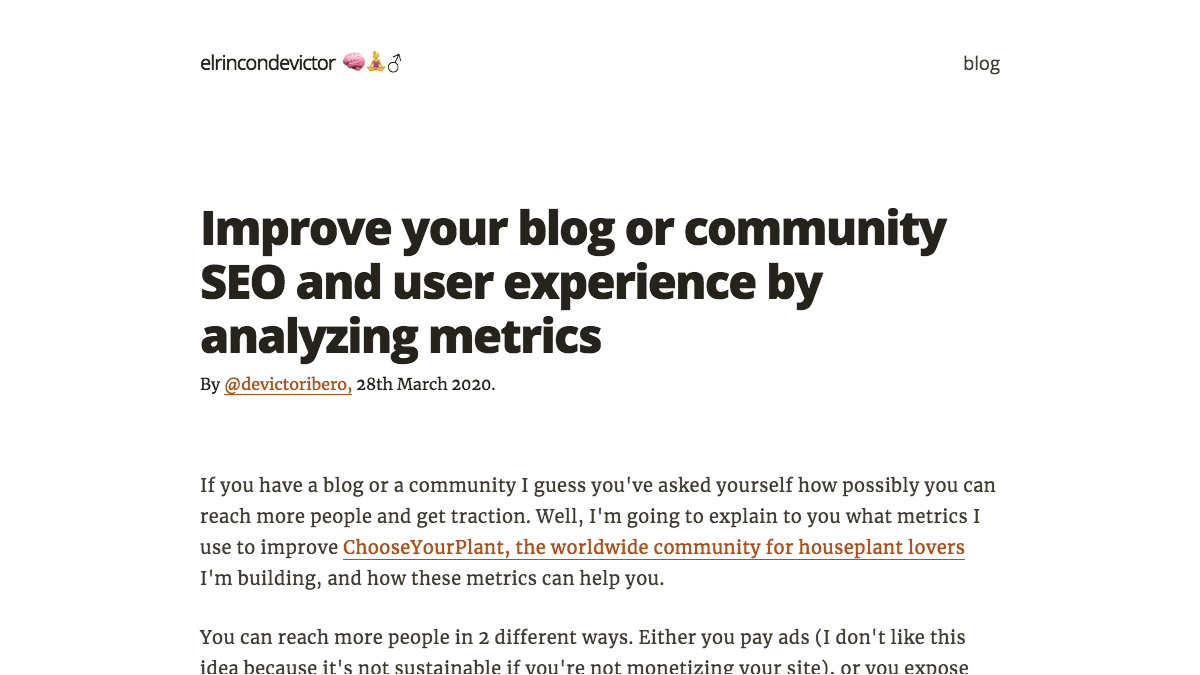 elrincondevictor 🧠🧘♂
blog
Improve your blog or community
SEO and user experience by
analyzing metrics
By @devictoribero, 28th March 2020.
If you have a blog or a community I guess you've asked yourself how possibly you can
reach more people and get traction. Well, I'm going to explain to you what metrics I
use to improve ChooseYourPlant, the worldwide community for houseplant lovers
I'm building, and how these metrics can help you.
You can reach more people in 2 different ways. Either you pay ads (I don't like this
idea because it's not sustainable if you're not monetizing your site), or you expose